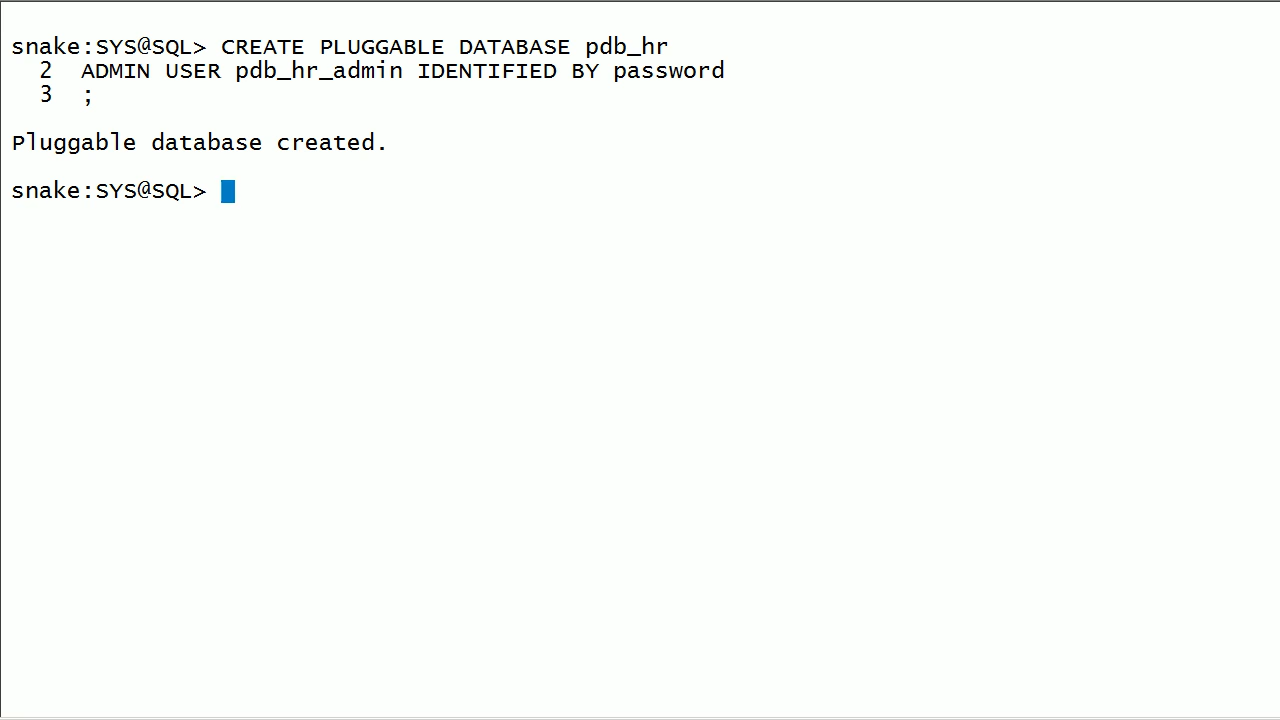 snake:SYS@SQL> CREATE PLUGGABLE DATABASE pdb_hr
  2  ADMIN USER pdb_hr_admin IDENTIFIED BY password
  3  ;
Pluggable database created.
snake:SYS@SQL>